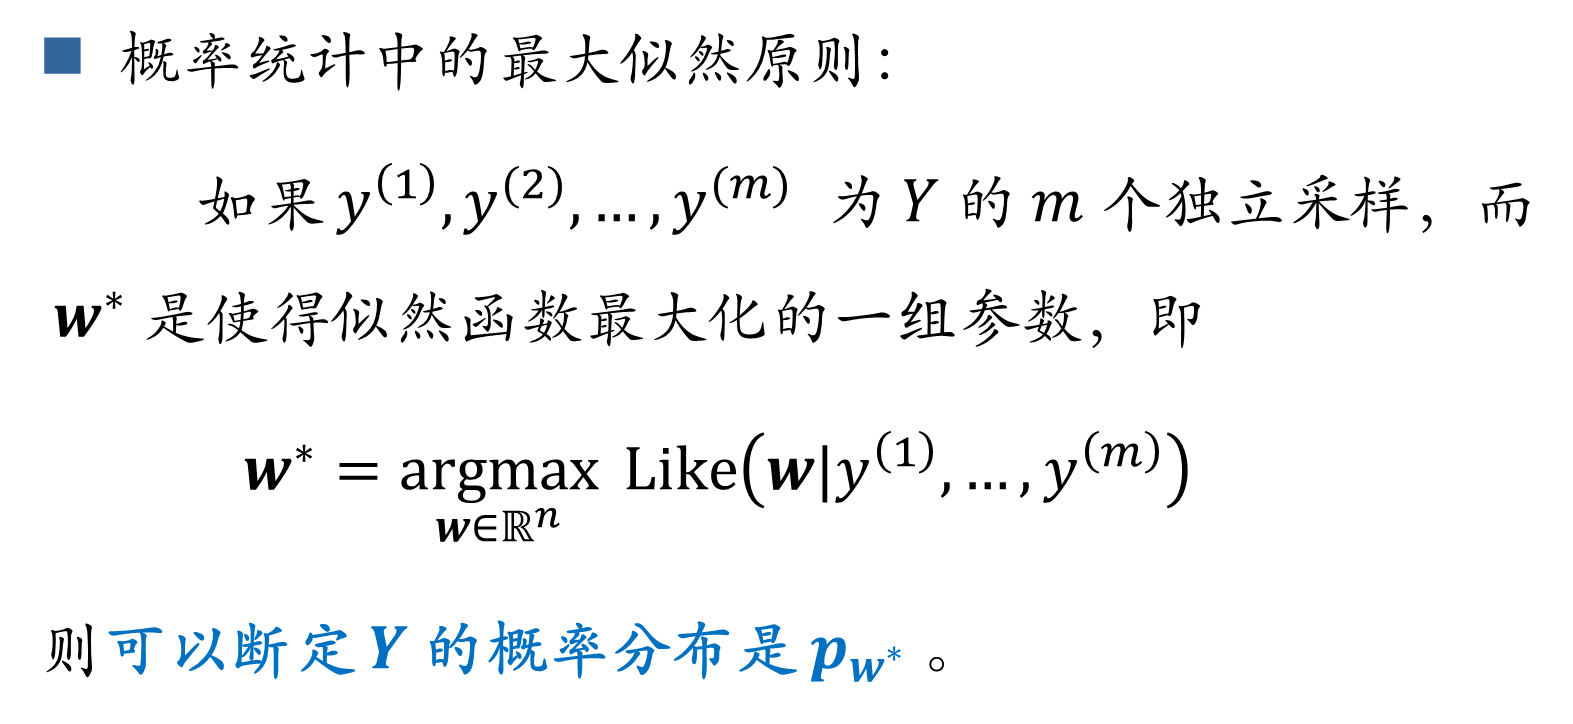 ■ 概率统计中的最大似然原则：
如果 y⁽¹⁾, y⁽²⁾, …, y⁽ᵐ⁾ 为 Y 的 m 个独立采样，而
w* 是使得似然函数最大化的一组参数，即
w* = argmax Like(w|y⁽¹⁾, …, y⁽ᵐ⁾)
w∈ℝⁿ
则可以断定 Y 的概率分布是 p_w* 。